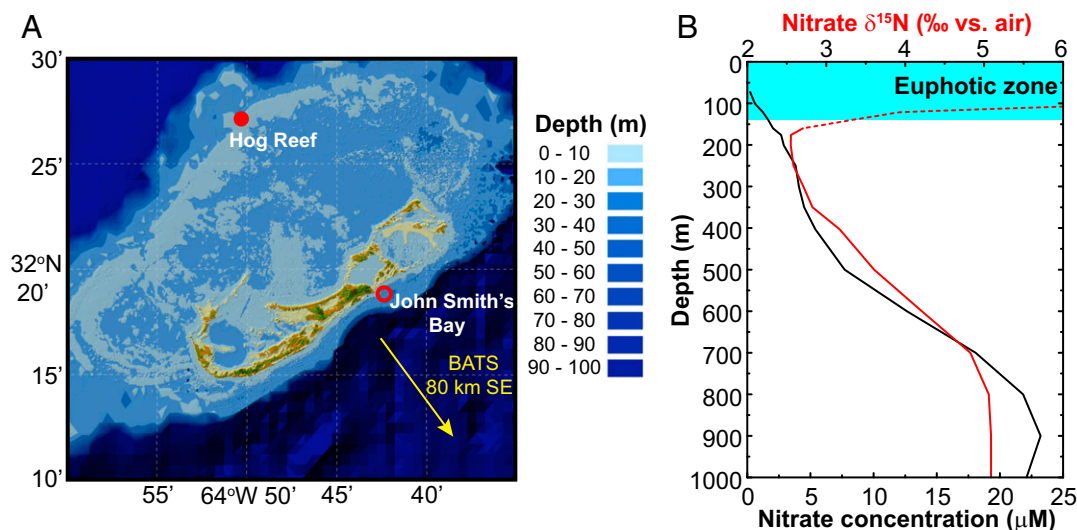 A
30'
25'
32°N
20'
15'
10'
55'
64°W 50'
45'
40'
Hog Reef
John Smith's
Bay
BATS
80 km SE
Depth (m)
0 - 10
10 - 20
20 - 30
30 - 40
40 - 50
50 - 60
60 - 70
70 - 80
80 - 90
90 - 100
B
Nitrate δ¹⁵N (‰ vs. air)
2 3 4 5 6
Euphotic zone
Depth (m)
0
100
200
300
400
500
600
700
800
900
1000
0 5 10 15 20 25
Nitrate concentration (μM)